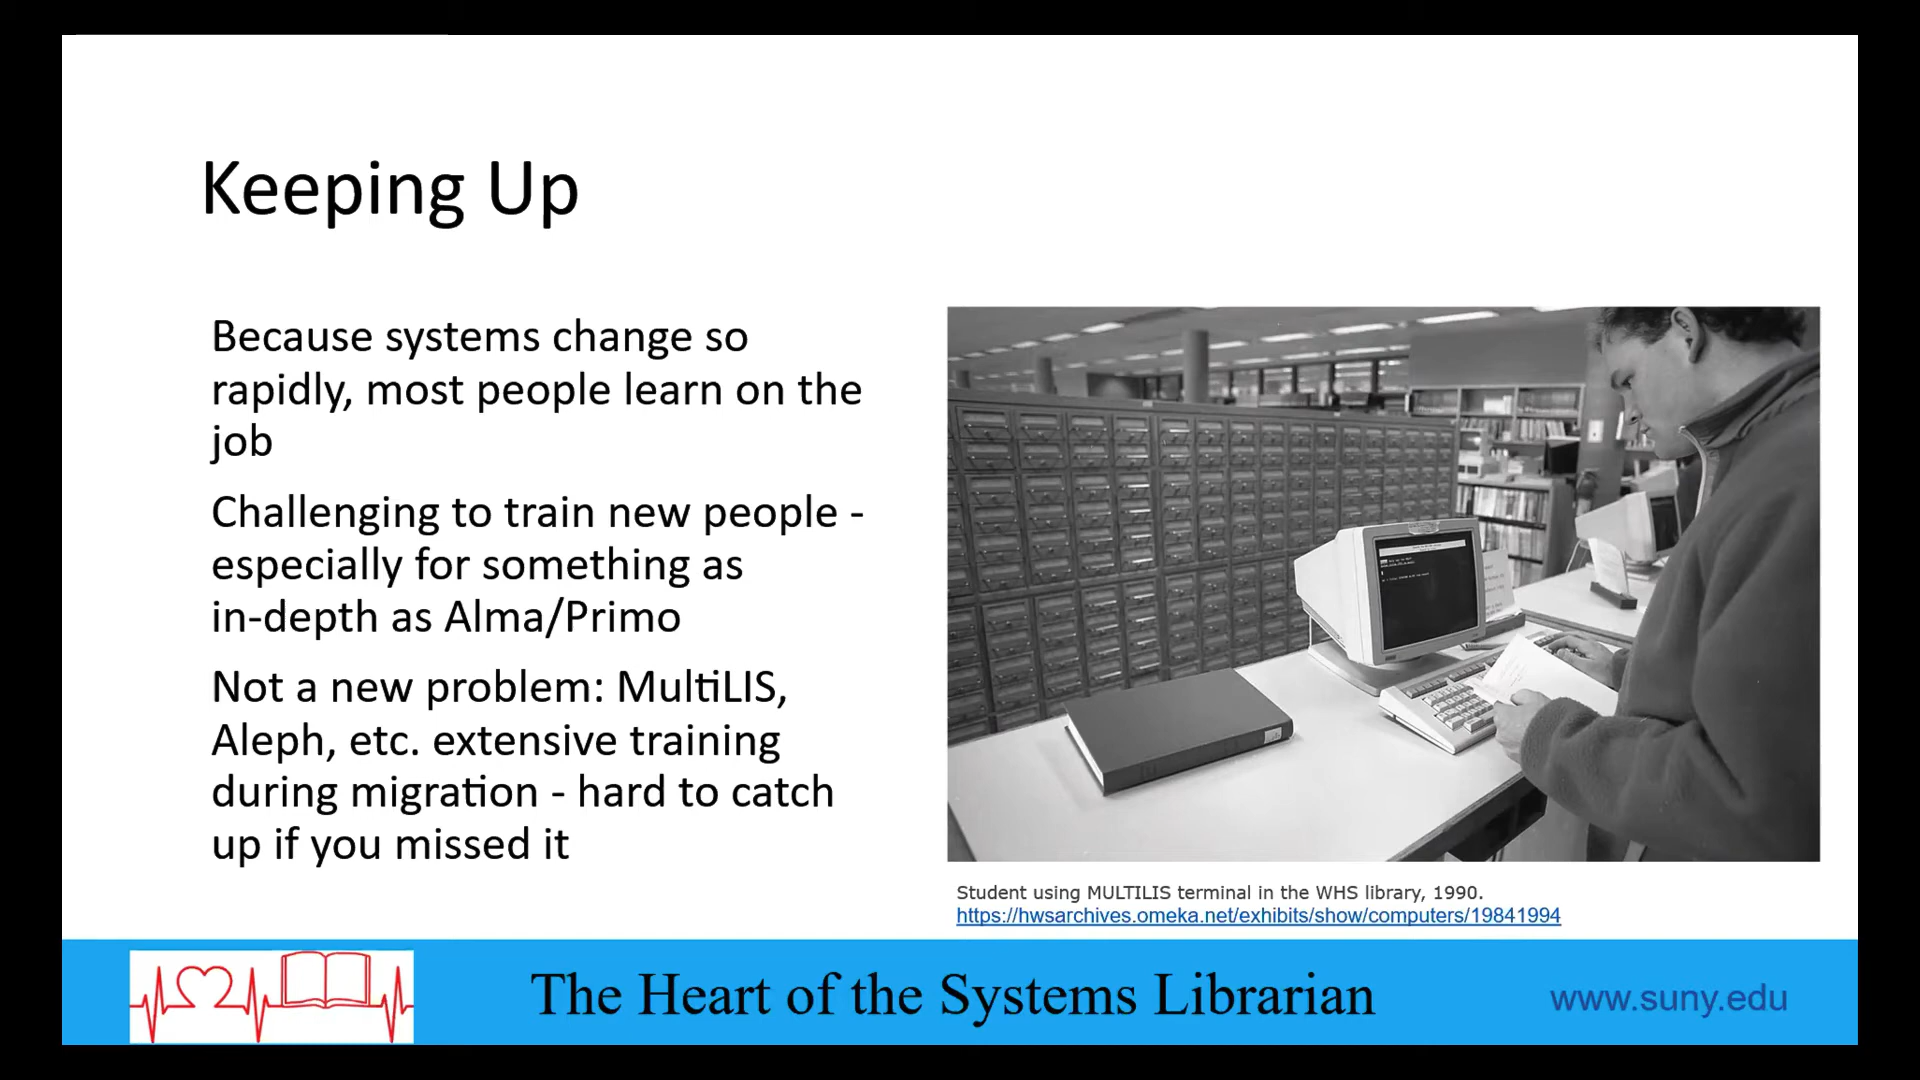 Keeping Up
Because systems change so
rapidly, most people learn on the
job
Challenging to train new people -
especially for something as
in-depth as Alma/Primo
Not a new problem: MultiLIS,
Aleph, etc. extensive training
during migration - hard to catch
up if you missed it
Student using MULTILIS terminal in the WHS library, 1990.
https://hwsarchives.omeka.net/exhibits/show/computers/19841994
The Heart of the Systems Librarian
www.suny.edu